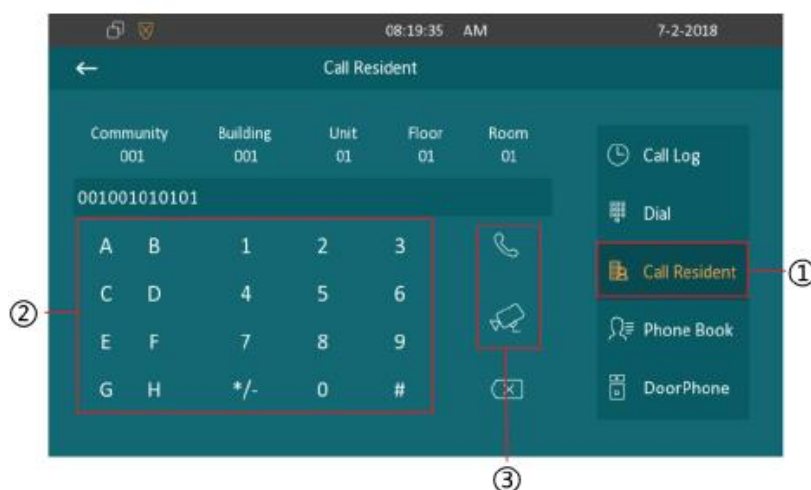 08:19:35 AM 7-2-2018
Call Resident
Community Building Unit Floor Room
001 001 01 01 01
001001010101
A B 1 2 3
C D 4 5 6
E F 7 8 9
G H */- 0 #
Call Log
Dial
Call Resident
Phone Book
DoorPhone
①
②
③